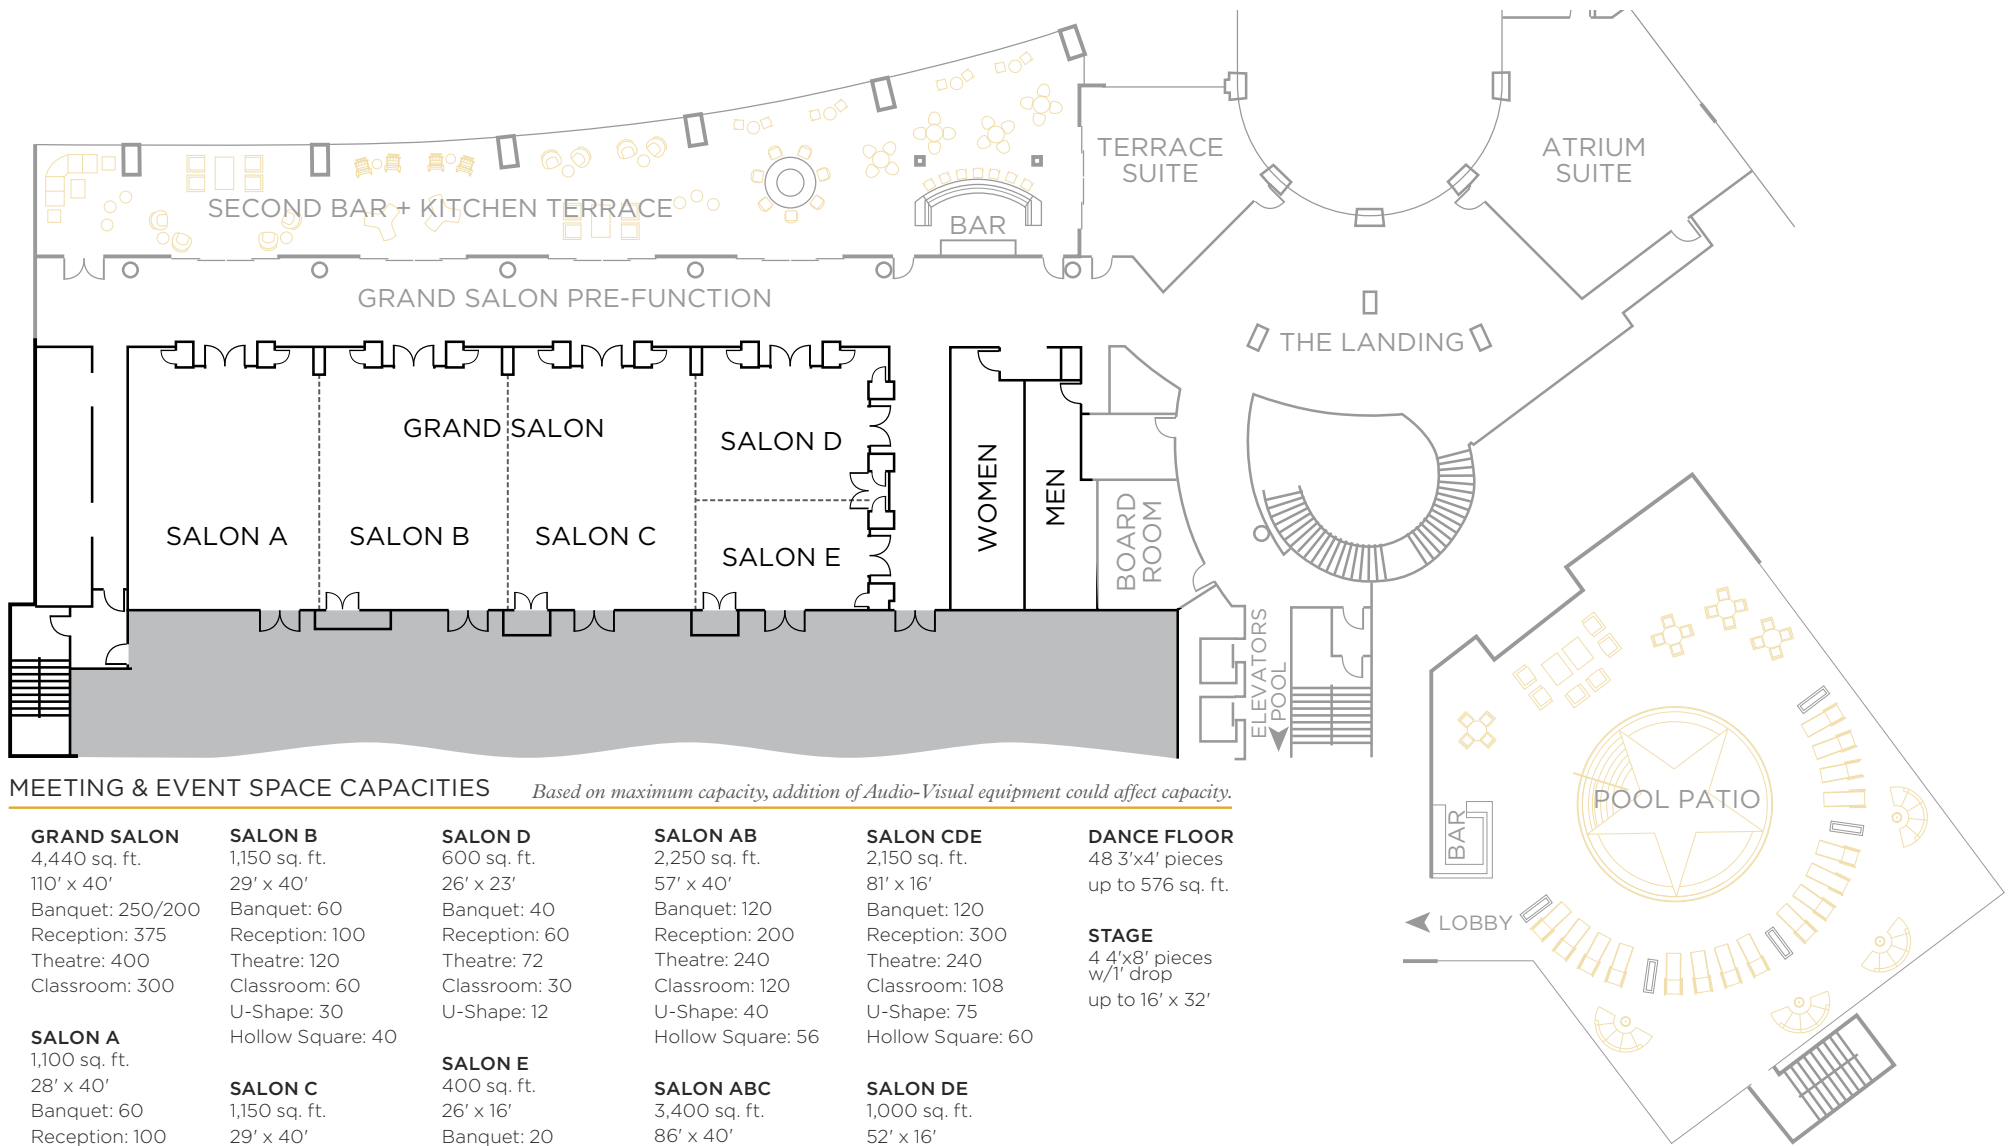 TERRACE
SUITE
ATRIUM
SUITE
SECOND BAR + KITCHEN TERRACE
BAR
GRAND SALON PRE-FUNCTION
THE LANDING
GRAND SALON
SALON A
SALON B
SALON C
SALON D
SALON E
WOMEN
MEN
BOARD
ROOM
ELEVATORS
POOL
POOL PATIO
BAR
LOBBY
MEETING & EVENT SPACE CAPACITIES
Based on maximum capacity, addition of Audio-Visual equipment could affect capacity.
GRAND SALON
4,440 sq. ft.
110' x 40'
Banquet: 250/200
Reception: 375
Theatre: 400
Classroom: 300
SALON A
1,100 sq. ft.
28' x 40'
Banquet: 60
Reception: 100
SALON B
1,150 sq. ft.
29' x 40'
Banquet: 60
Reception: 100
Theatre: 120
Classroom: 60
U-Shape: 30
Hollow Square: 40
SALON C
1,150 sq. ft.
29' x 40'
SALON D
600 sq. ft.
26' x 23'
Banquet: 40
Reception: 60
Theatre: 72
Classroom: 30
U-Shape: 12
SALON E
400 sq. ft.
26' x 16'
Banquet: 20
SALON AB
2,250 sq. ft.
57' x 40'
Banquet: 120
Reception: 200
Theatre: 240
Classroom: 120
U-Shape: 40
Hollow Square: 56
SALON ABC
3,400 sq. ft.
86' x 40'
SALON CDE
2,150 sq. ft.
81' x 16'
Banquet: 120
Reception: 300
Theatre: 240
Classroom: 108
U-Shape: 75
Hollow Square: 60
SALON DE
1,000 sq. ft.
52' x 16'
DANCE FLOOR
48 3'x4' pieces
up to 576 sq. ft.
STAGE
4 4'x8' pieces
w/1' drop
up to 16' x 32'